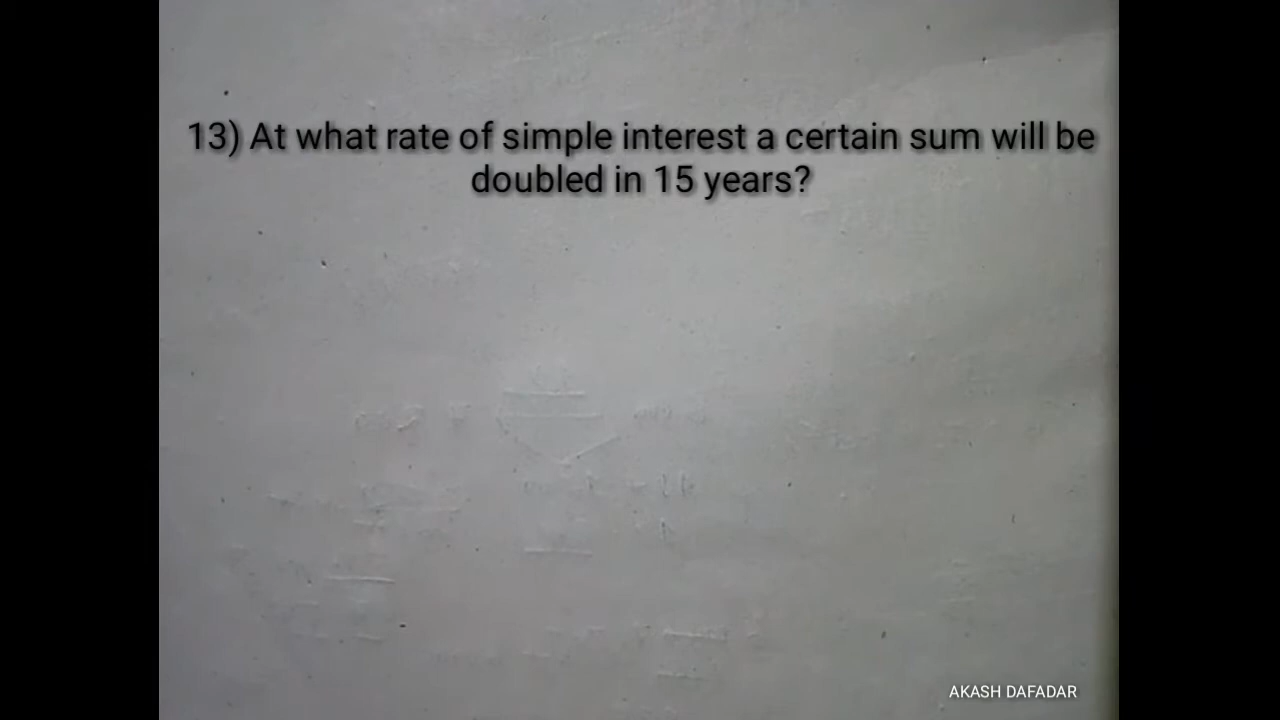 13) At what rate of simple interest a certain sum will be
doubled in 15 years?
AKASH DAFADAR